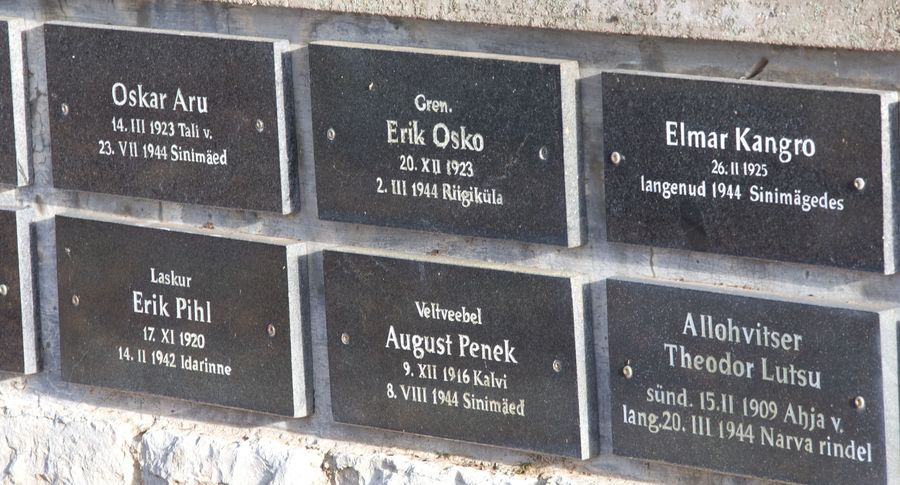 Oskar Aru
14. III 1923 Tali v.
23. VII 1944 Sinimäed
Gren.
Erik Osko
20. XII 1923
2. III 1944 Riigiküla
Elmar Kangro
26. II 1925
langenud 1944 Sinimägedes
Laskur
Erik Pihl
17. XI 1920
14. II 1942 Idarinne
Veltveebel
August Penek
9. XII 1916 Kalvi
8. VIII 1944 Sinimäed
Allohvitser
Theodor Lutsu
sünd. 15.II 1909 Ahja v.
lang.20. III 1944 Narva rindel